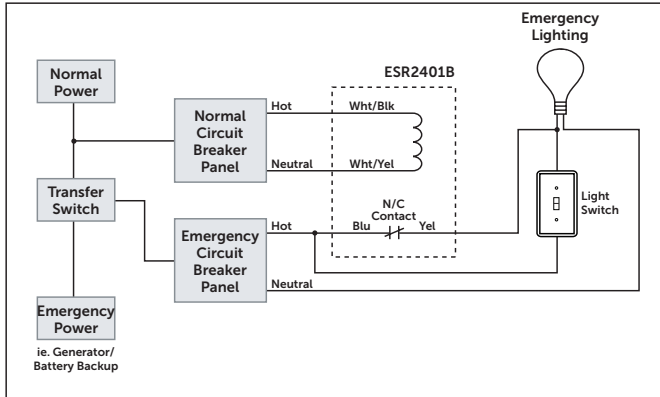 Emergency
Lighting
ESR2401B
Normal
Power
Hot
Wht/Blk
Normal
Circuit
Breaker
Panel
Neutral
Wht/Yel
Transfer
Switch
N/C
Contact
Light
Switch
Hot
Blu
Yel
Emergency
Circuit
Breaker
Panel
Neutral
Emergency
Power
ie. Generator/
Battery Backup